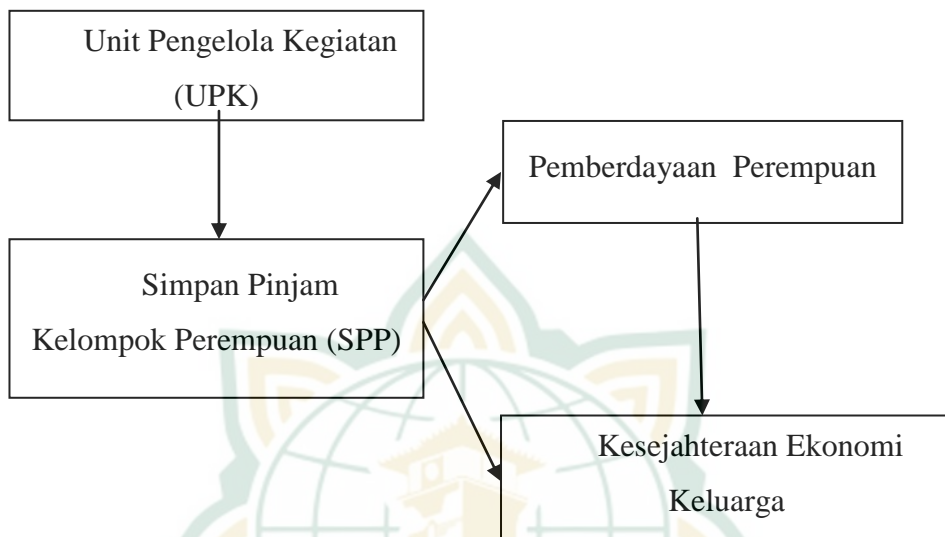 Unit Pengelola Kegiatan
(UPK)
Pemberdayaan Perempuan
Simpan Pinjam
Kelompok Perempuan (SPP)
Kesejahteraan Ekonomi
Keluarga